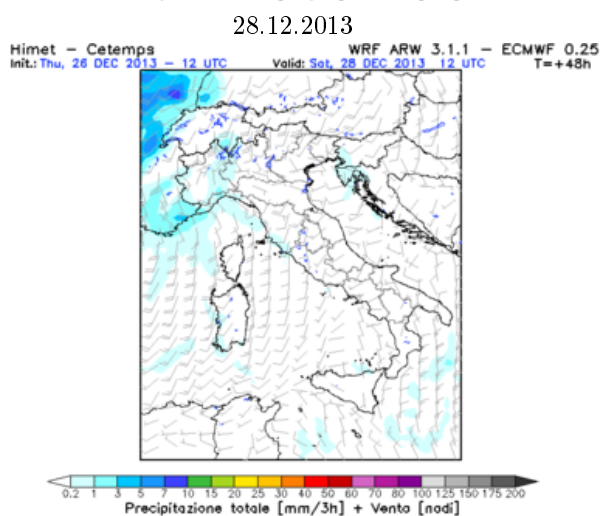 28.12.2013
Himet – Cetemps WRF ARW 3.1.1 – ECMWF 0.25
Init.: Thu, 26 DEC 2013 – 12 UTC Valid: Sat, 28 DEC 2013 12 UTC T=+48h
0.2 1 3 5 7 10 15 20 25 30 40 50 60 70 80 100 125 150 175 200
Precipitazione totale [mm/3h] + Vento [nodi]